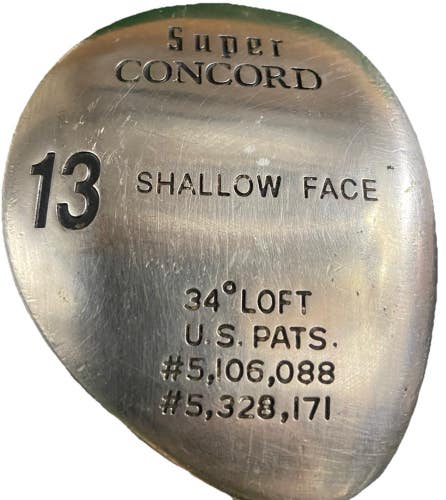 Super
CONCORD
13 SHALLOW FACE
34° LOFT
U.S. PATS.
#5,106,088
#5,328,171